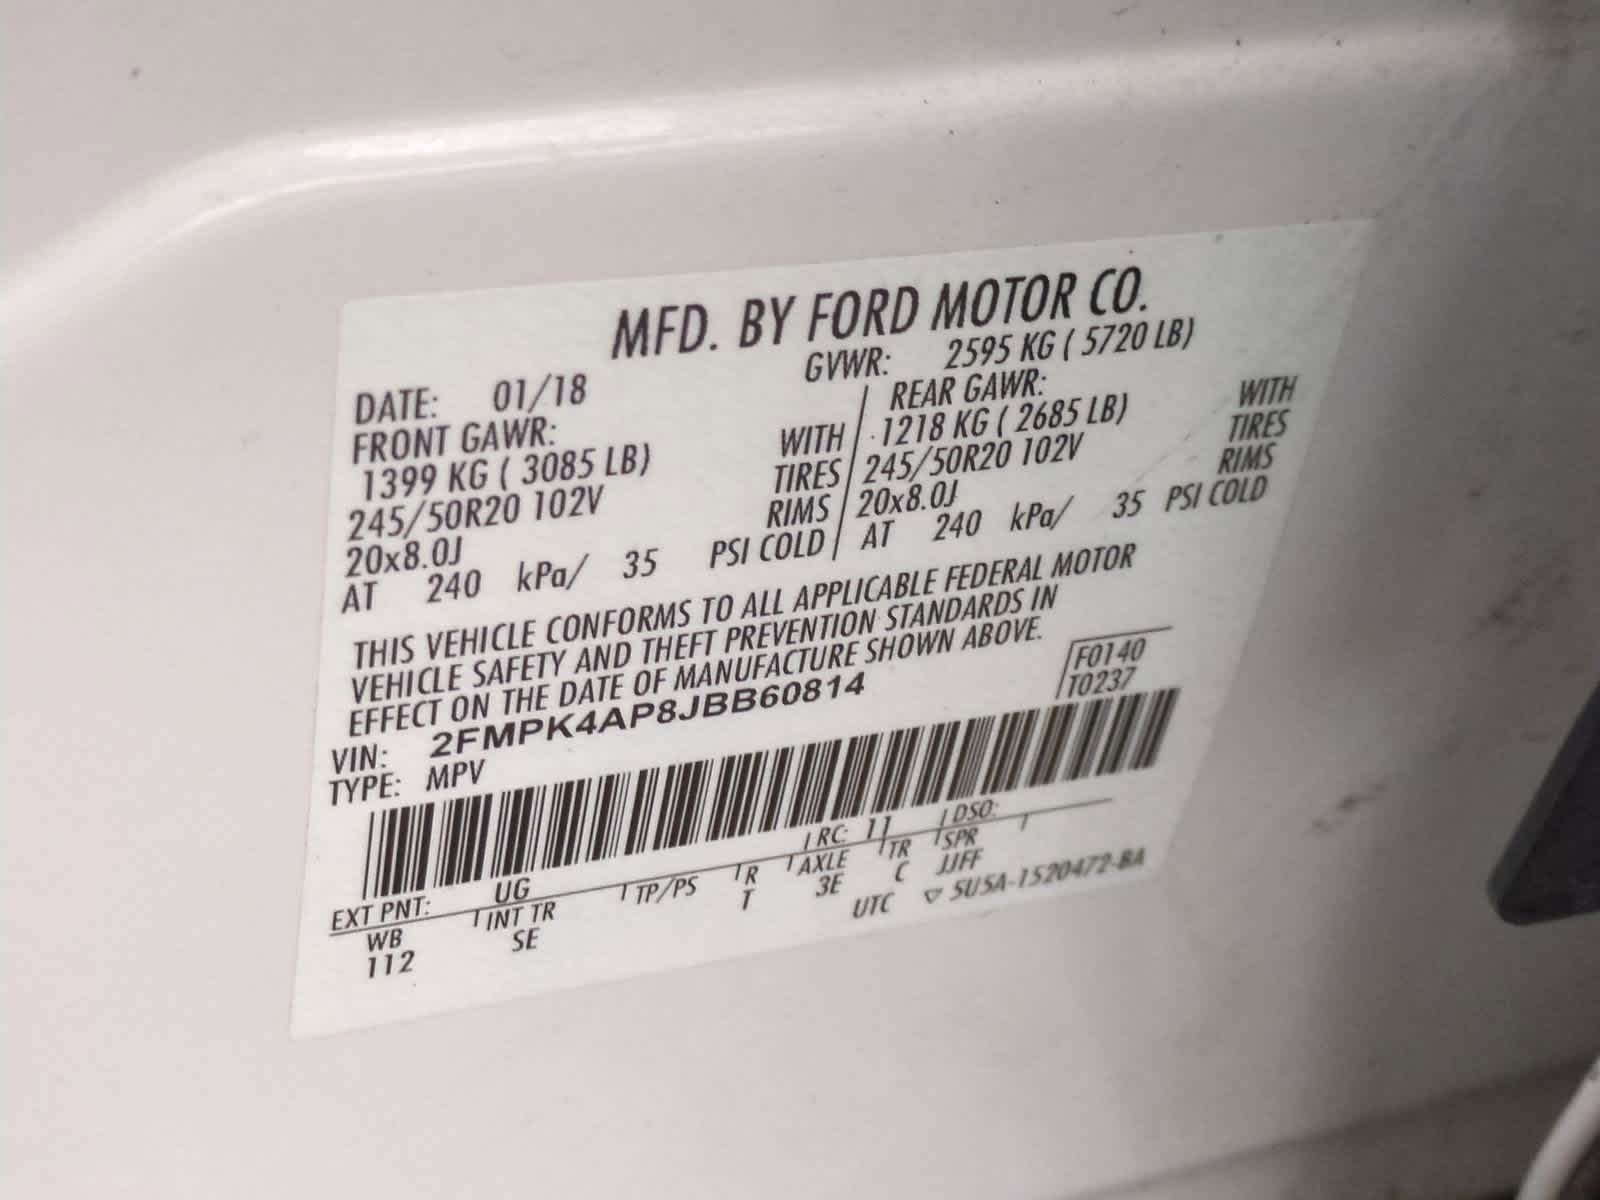 MFD. BY FORD MOTOR CO.
DATE: 01/18 GVWR: 2595 KG ( 5720 LB)
FRONT GAWR: REAR GAWR:
1399 KG ( 3085 LB) WITH 1218 KG ( 2685 LB) WITH
245/50R20 102V TIRES 245/50R20 102V TIRES
20x8.0J RIMS 20x8.0J RIMS
AT 240 kPa/ 35 PSI COLD AT 240 kPa/ 35 PSI COLD
THIS VEHICLE CONFORMS TO ALL APPLICABLE FEDERAL MOTOR
VEHICLE SAFETY AND THEFT PREVENTION STANDARDS IN
EFFECT ON THE DATE OF MANUFACTURE SHOWN ABOVE.
VIN: 2FMPK4AP8JBB60814 F0140
TYPE: MPV T0237
EXT PNT: UG RC: 11 DSO:
WB INT TR TP/PS R AXLE TR SPR
112 SE T 3E C JJFF
UTC ▽ 5U5A-1520472-BA